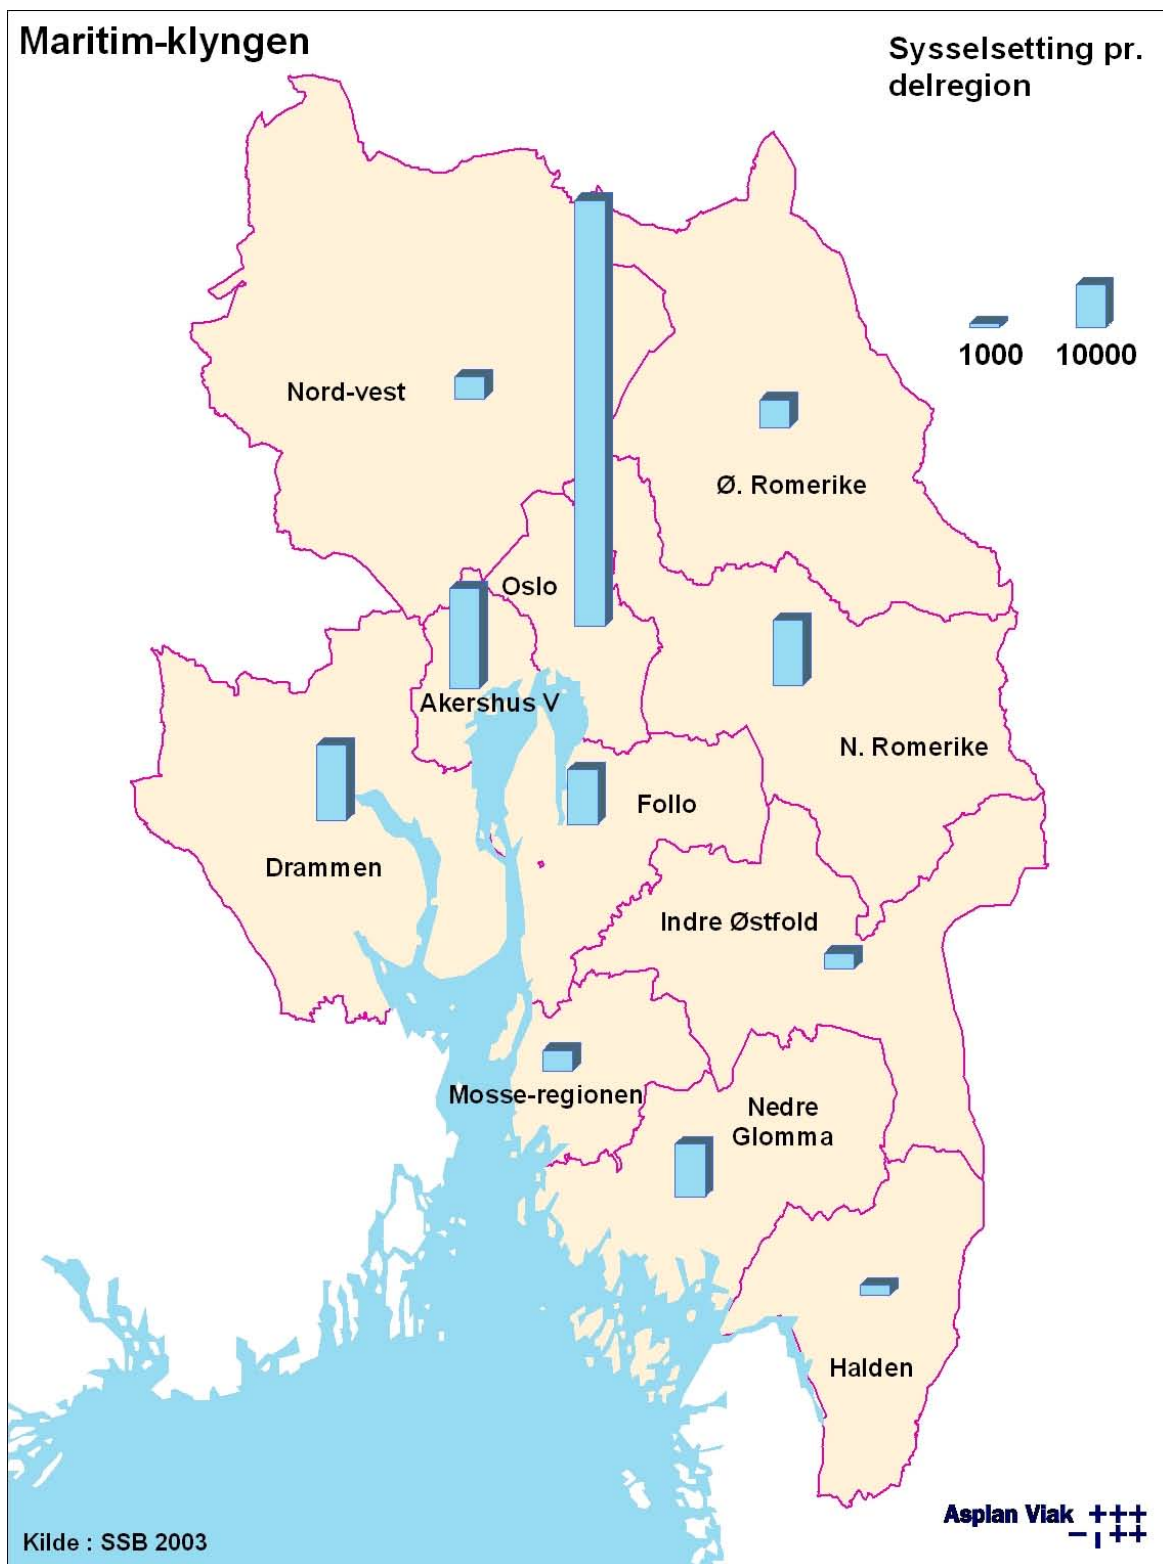 Maritim-klyngen
Sysselsetting pr.
delregion
1000
10000
Nord-vest
Ø. Romerike
Oslo
Akershus V
N. Romerike
Follo
Drammen
Indre Østfold
Mosse-regionen
Nedre
Glomma
Halden
Asplan Viak
Kilde : SSB 2003